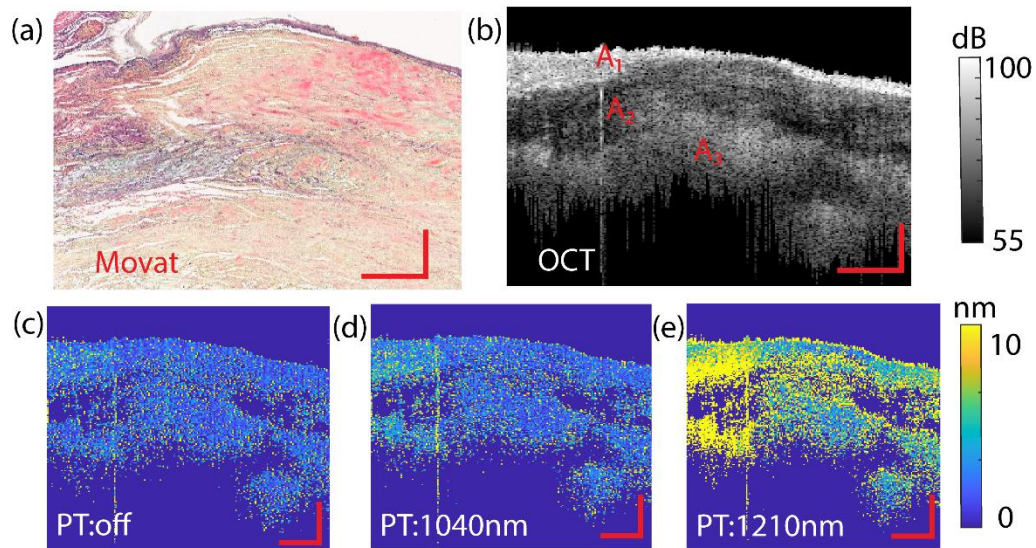 (a)
Movat
(b)
A₁
A₂
A₃
OCT
dB
100
55
(c)
PT:off
(d)
PT:1040nm
(e)
PT:1210nm
nm
10
0